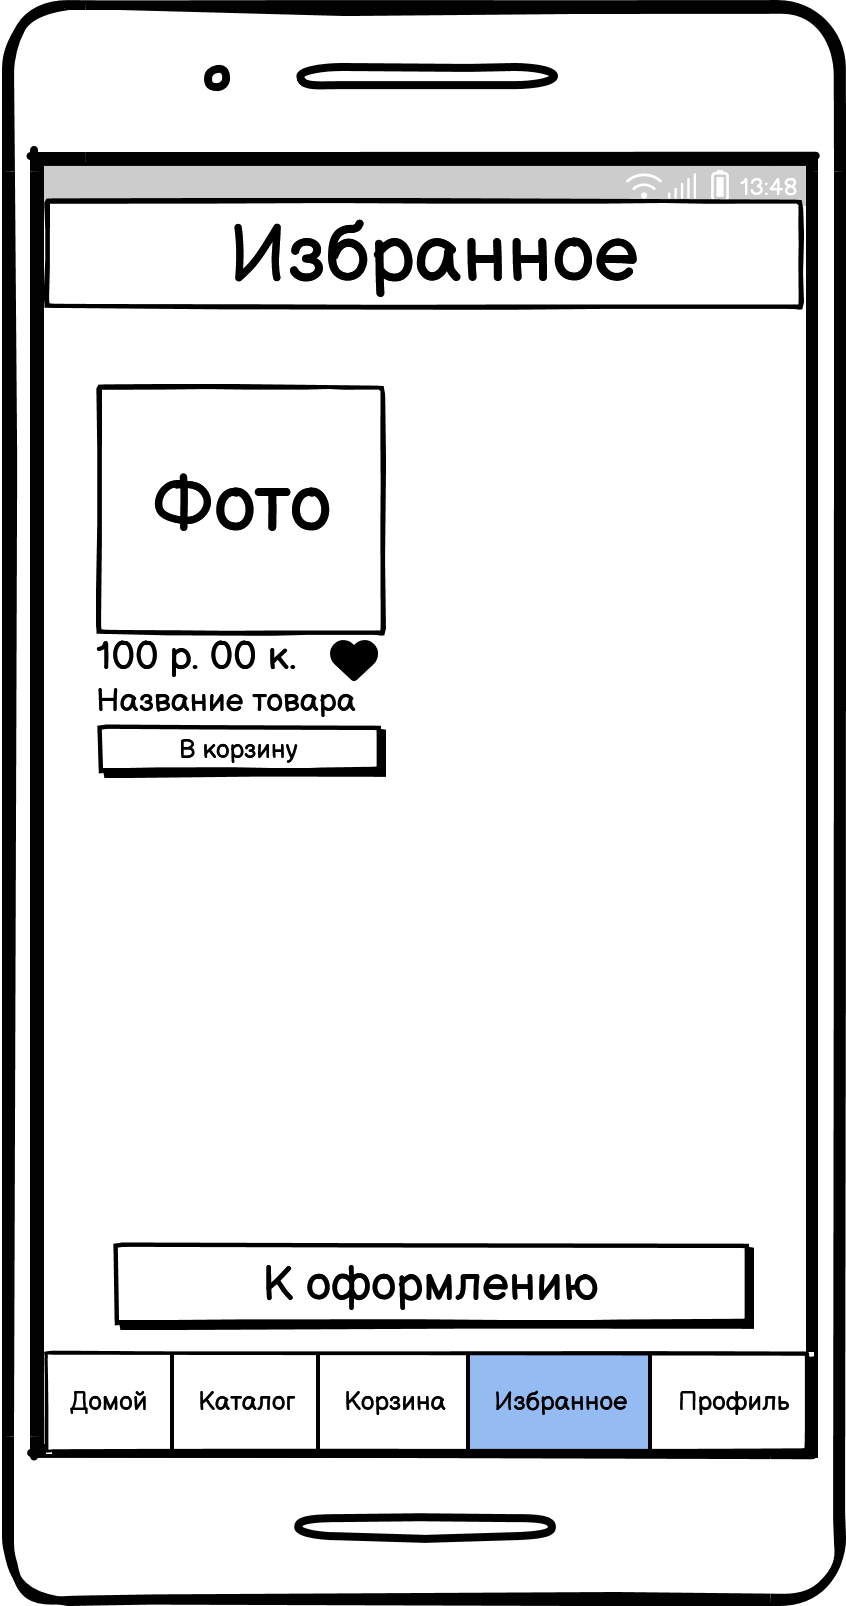 13:48
Избранное
Фото
100 р. 00 к.
Название товара
В корзину
К оформлению
Домой Каталог Корзина Избранное Профиль